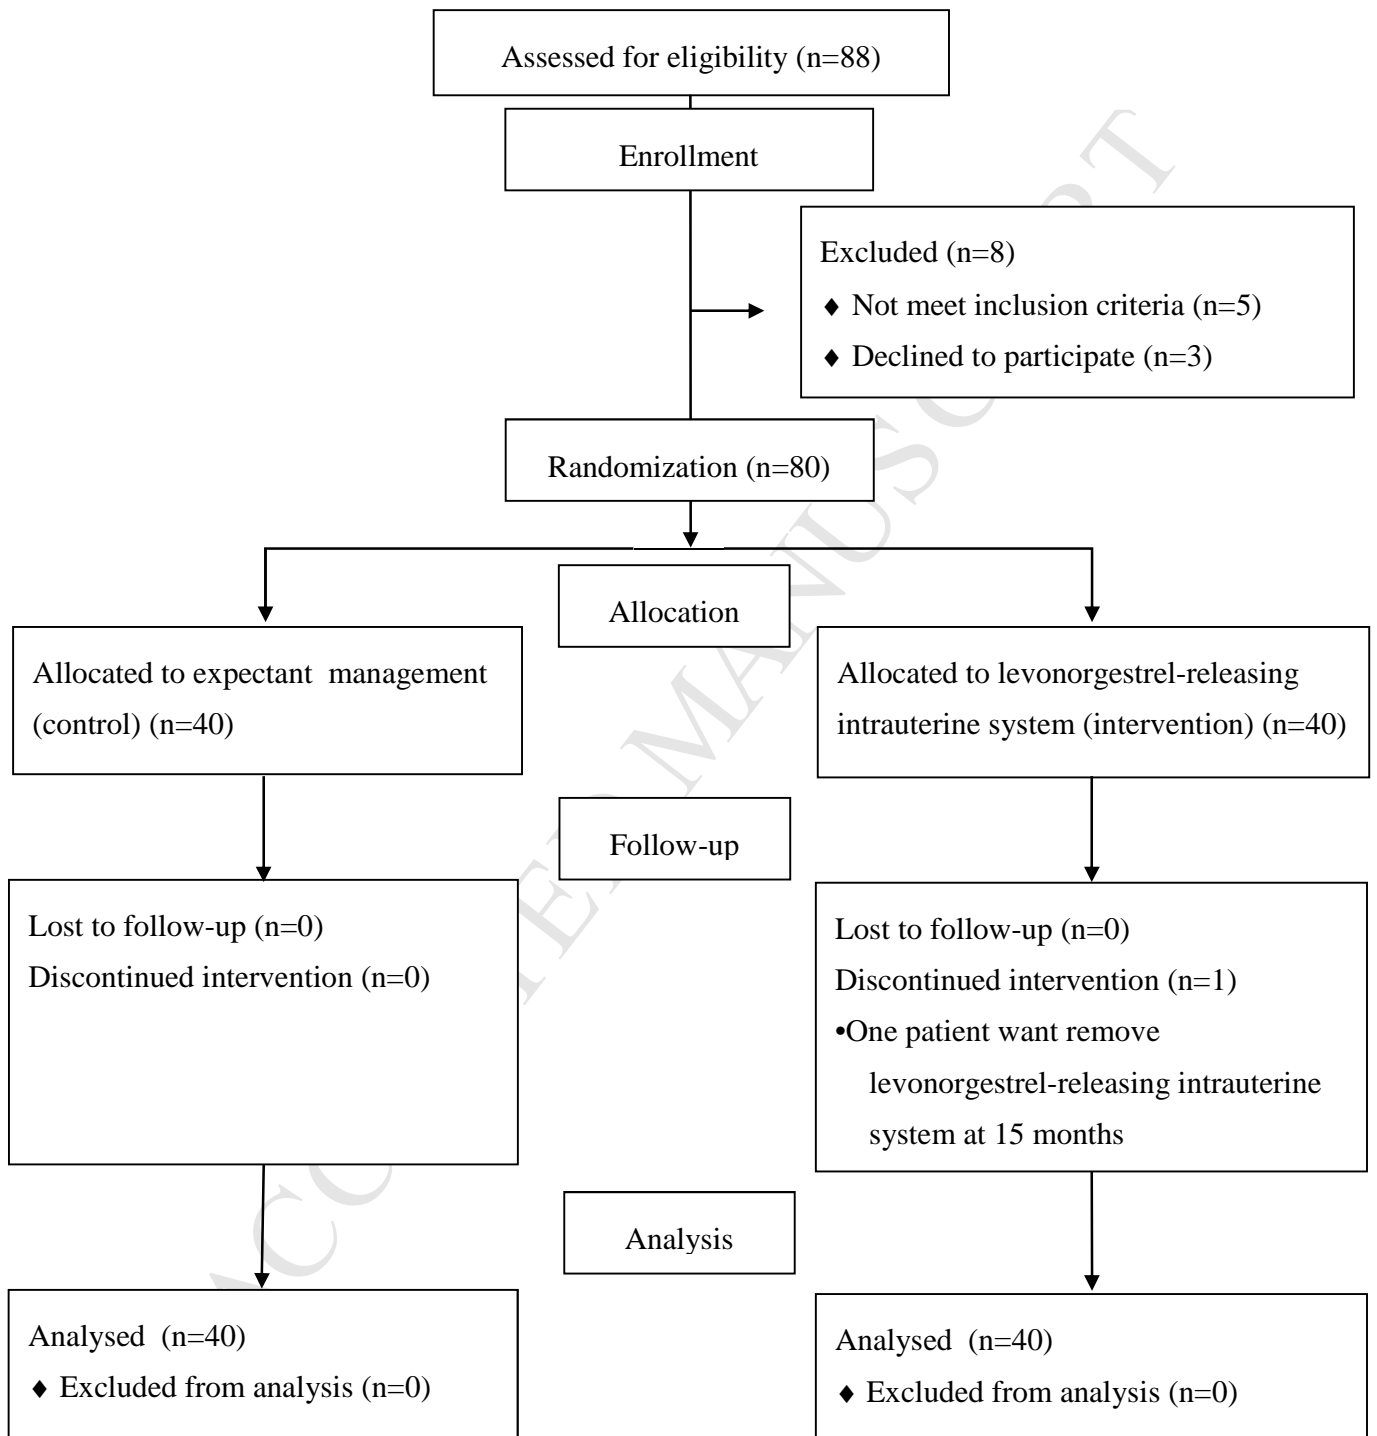 Assessed for eligibility (n=88)
Enrollment
Excluded (n=8)
♦ Not meet inclusion criteria (n=5)
♦ Declined to participate (n=3)
Randomization (n=80)
Allocation
Allocated to expectant management
(control) (n=40)
Allocated to levonorgestrel-releasing
intrauterine system (intervention) (n=40)
Follow-up
Lost to follow-up (n=0)
Discontinued intervention (n=0)
Lost to follow-up (n=0)
Discontinued intervention (n=1)
•One patient want remove
levonorgestrel-releasing intrauterine
system at 15 months
Analysis
Analysed (n=40)
♦ Excluded from analysis (n=0)
Analysed (n=40)
♦ Excluded from analysis (n=0)
ACCEPTED MANUSCRIPT